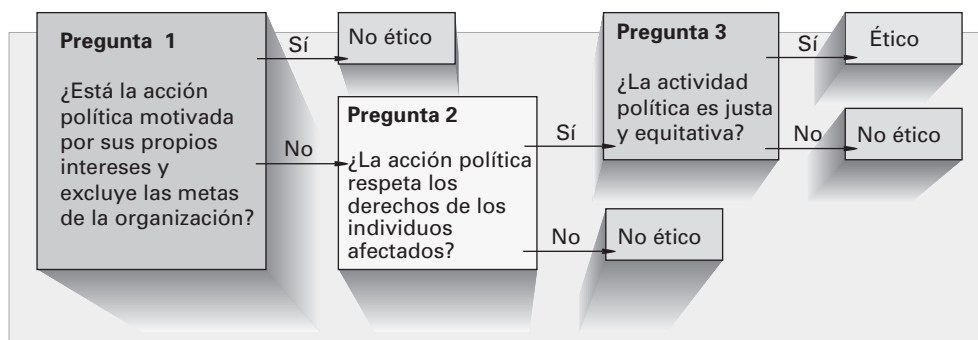 Pregunta 1
¿Está la acción
política motivada
por sus propios
intereses y
excluye las metas
de la organización?
Sí
No ético
No
Pregunta 2
¿La acción política
respeta los
derechos de los
individuos
afectados?
Sí
No
No ético
Pregunta 3
¿La actividad
política es justa
y equitativa?
Sí
Ético
No
No ético